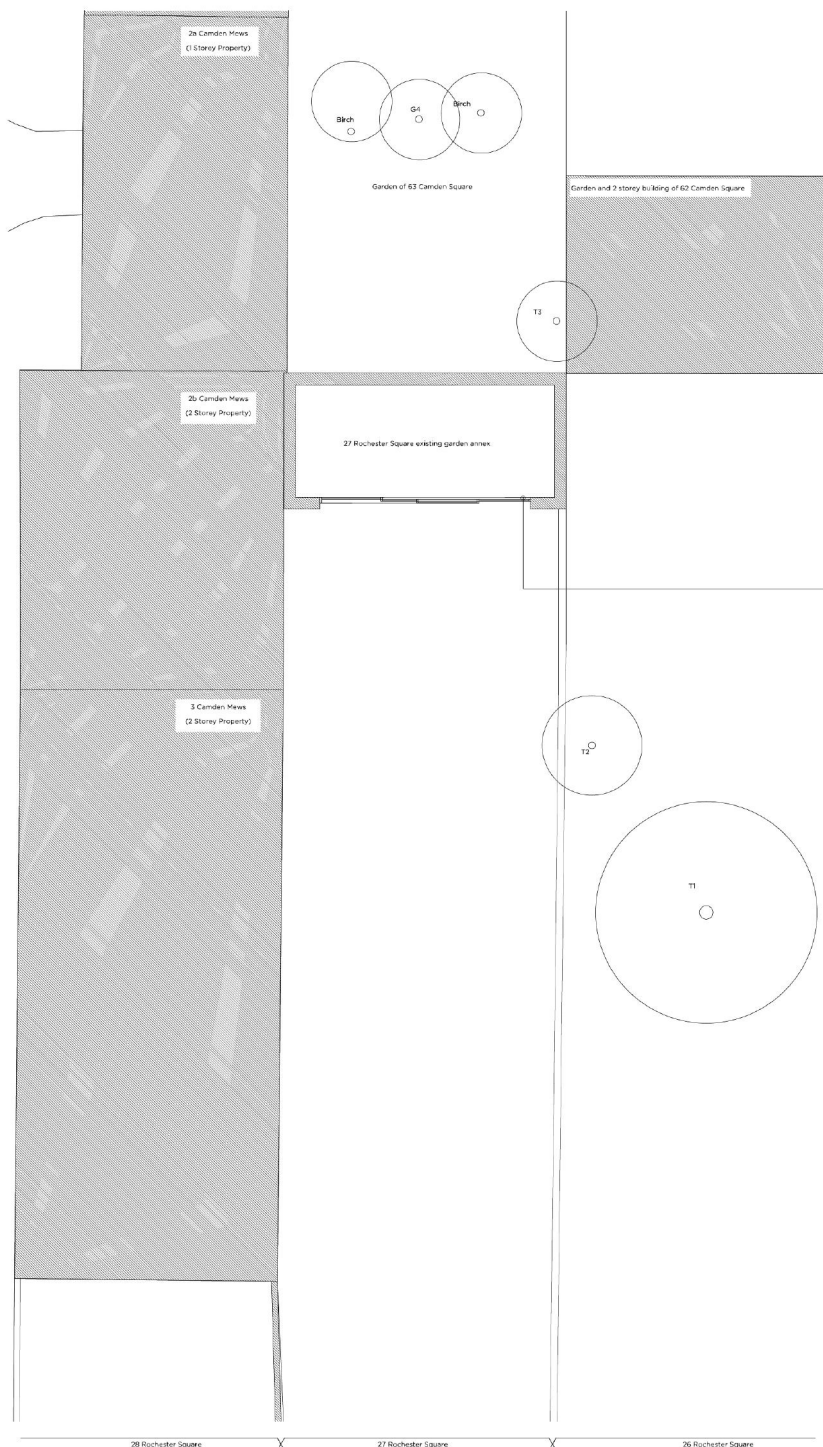 2a Camden Mews
(1 Storey Property)
Birch
G4
Birch
Garden of 63 Camden Square
Garden and 2 storey building of 62 Camden Square
T3
2b Camden Mews
(2 Storey Property)
27 Rochester Square existing garden annex
3 Camden Mews
(2 Storey Property)
T2
T1
28 Rochester Square
27 Rochester Square
26 Rochester Square